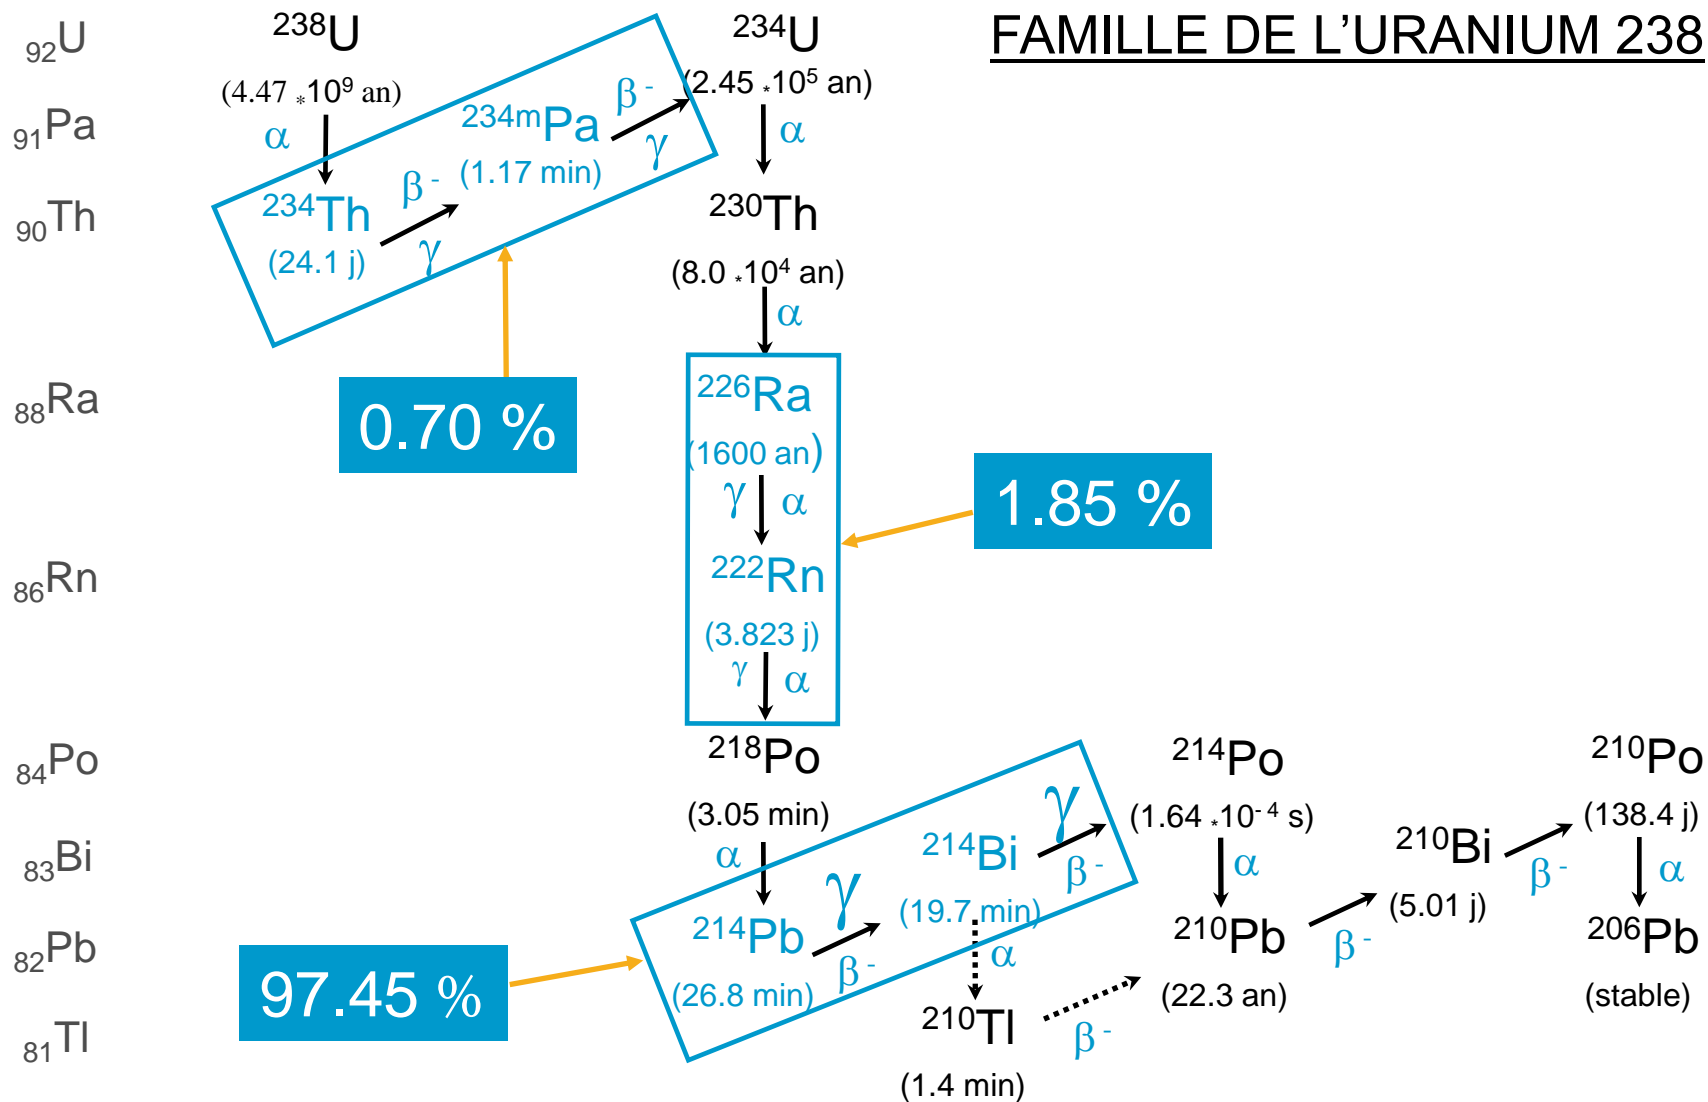 FAMILLE DE L'URANIUM 238
₉₂U ²³⁸U ²³⁴U
(4.47 *10⁹ an) (2.45 *10⁵ an)
₉₁Pa α ²³⁴ᵐPa β⁻ γ α
(1.17 min)
₉₀Th ²³⁴Th β⁻ γ ²³⁰Th
(24.1 j) (8.0 *10⁴ an)
α
0.70 %
₈₈Ra ²²⁶Ra
(1600 an)
γ α
1.85 %
₈₆Rn ²²²Rn
(3.823 j)
γ α
₈₄Po ²¹⁸Po ²¹⁴Po ²¹⁰Po
(3.05 min) (1.64 *10⁻⁴ s) (138.4 j)
₈₃Bi α ²¹⁴Bi γ β⁻ α ²¹⁰Bi β⁻ α
(19.7 min) (5.01 j)
₈₂Pb ²¹⁴Pb γ β⁻ α ²¹⁰Pb β⁻ ²⁰⁶Pb
97.45 %
(26.8 min) (22.3 an) (stable)
₈₁Tl ²¹⁰Tl β⁻
(1.4 min)